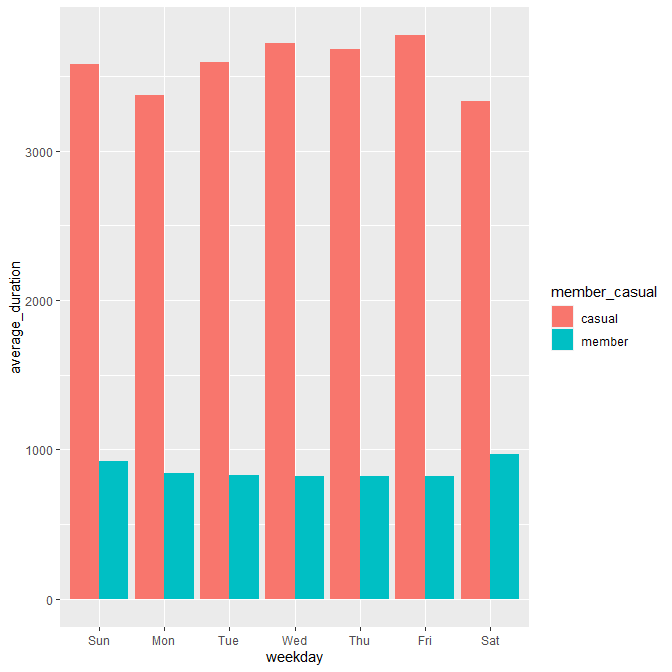 average_duration
3000
2000
1000
0
Sun Mon Tue Wed Thu Fri Sat
weekday
member_casual
casual
member